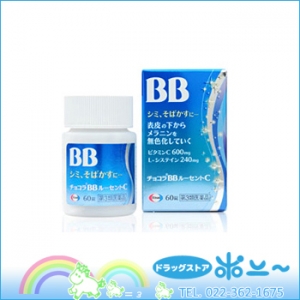 BB
シミ、そばかすに…
チョコラBBルーセントC
60錠 第3類医薬品
BB
シミ、そばかすに…
表皮の下から
メラニンを
無色化していく
ビタミンC 600mg
L-システイン 240mg
チョコラBBルーセントC
60錠 第3類医薬品
ドラッグストア ポニー
TEL 022-362-1675